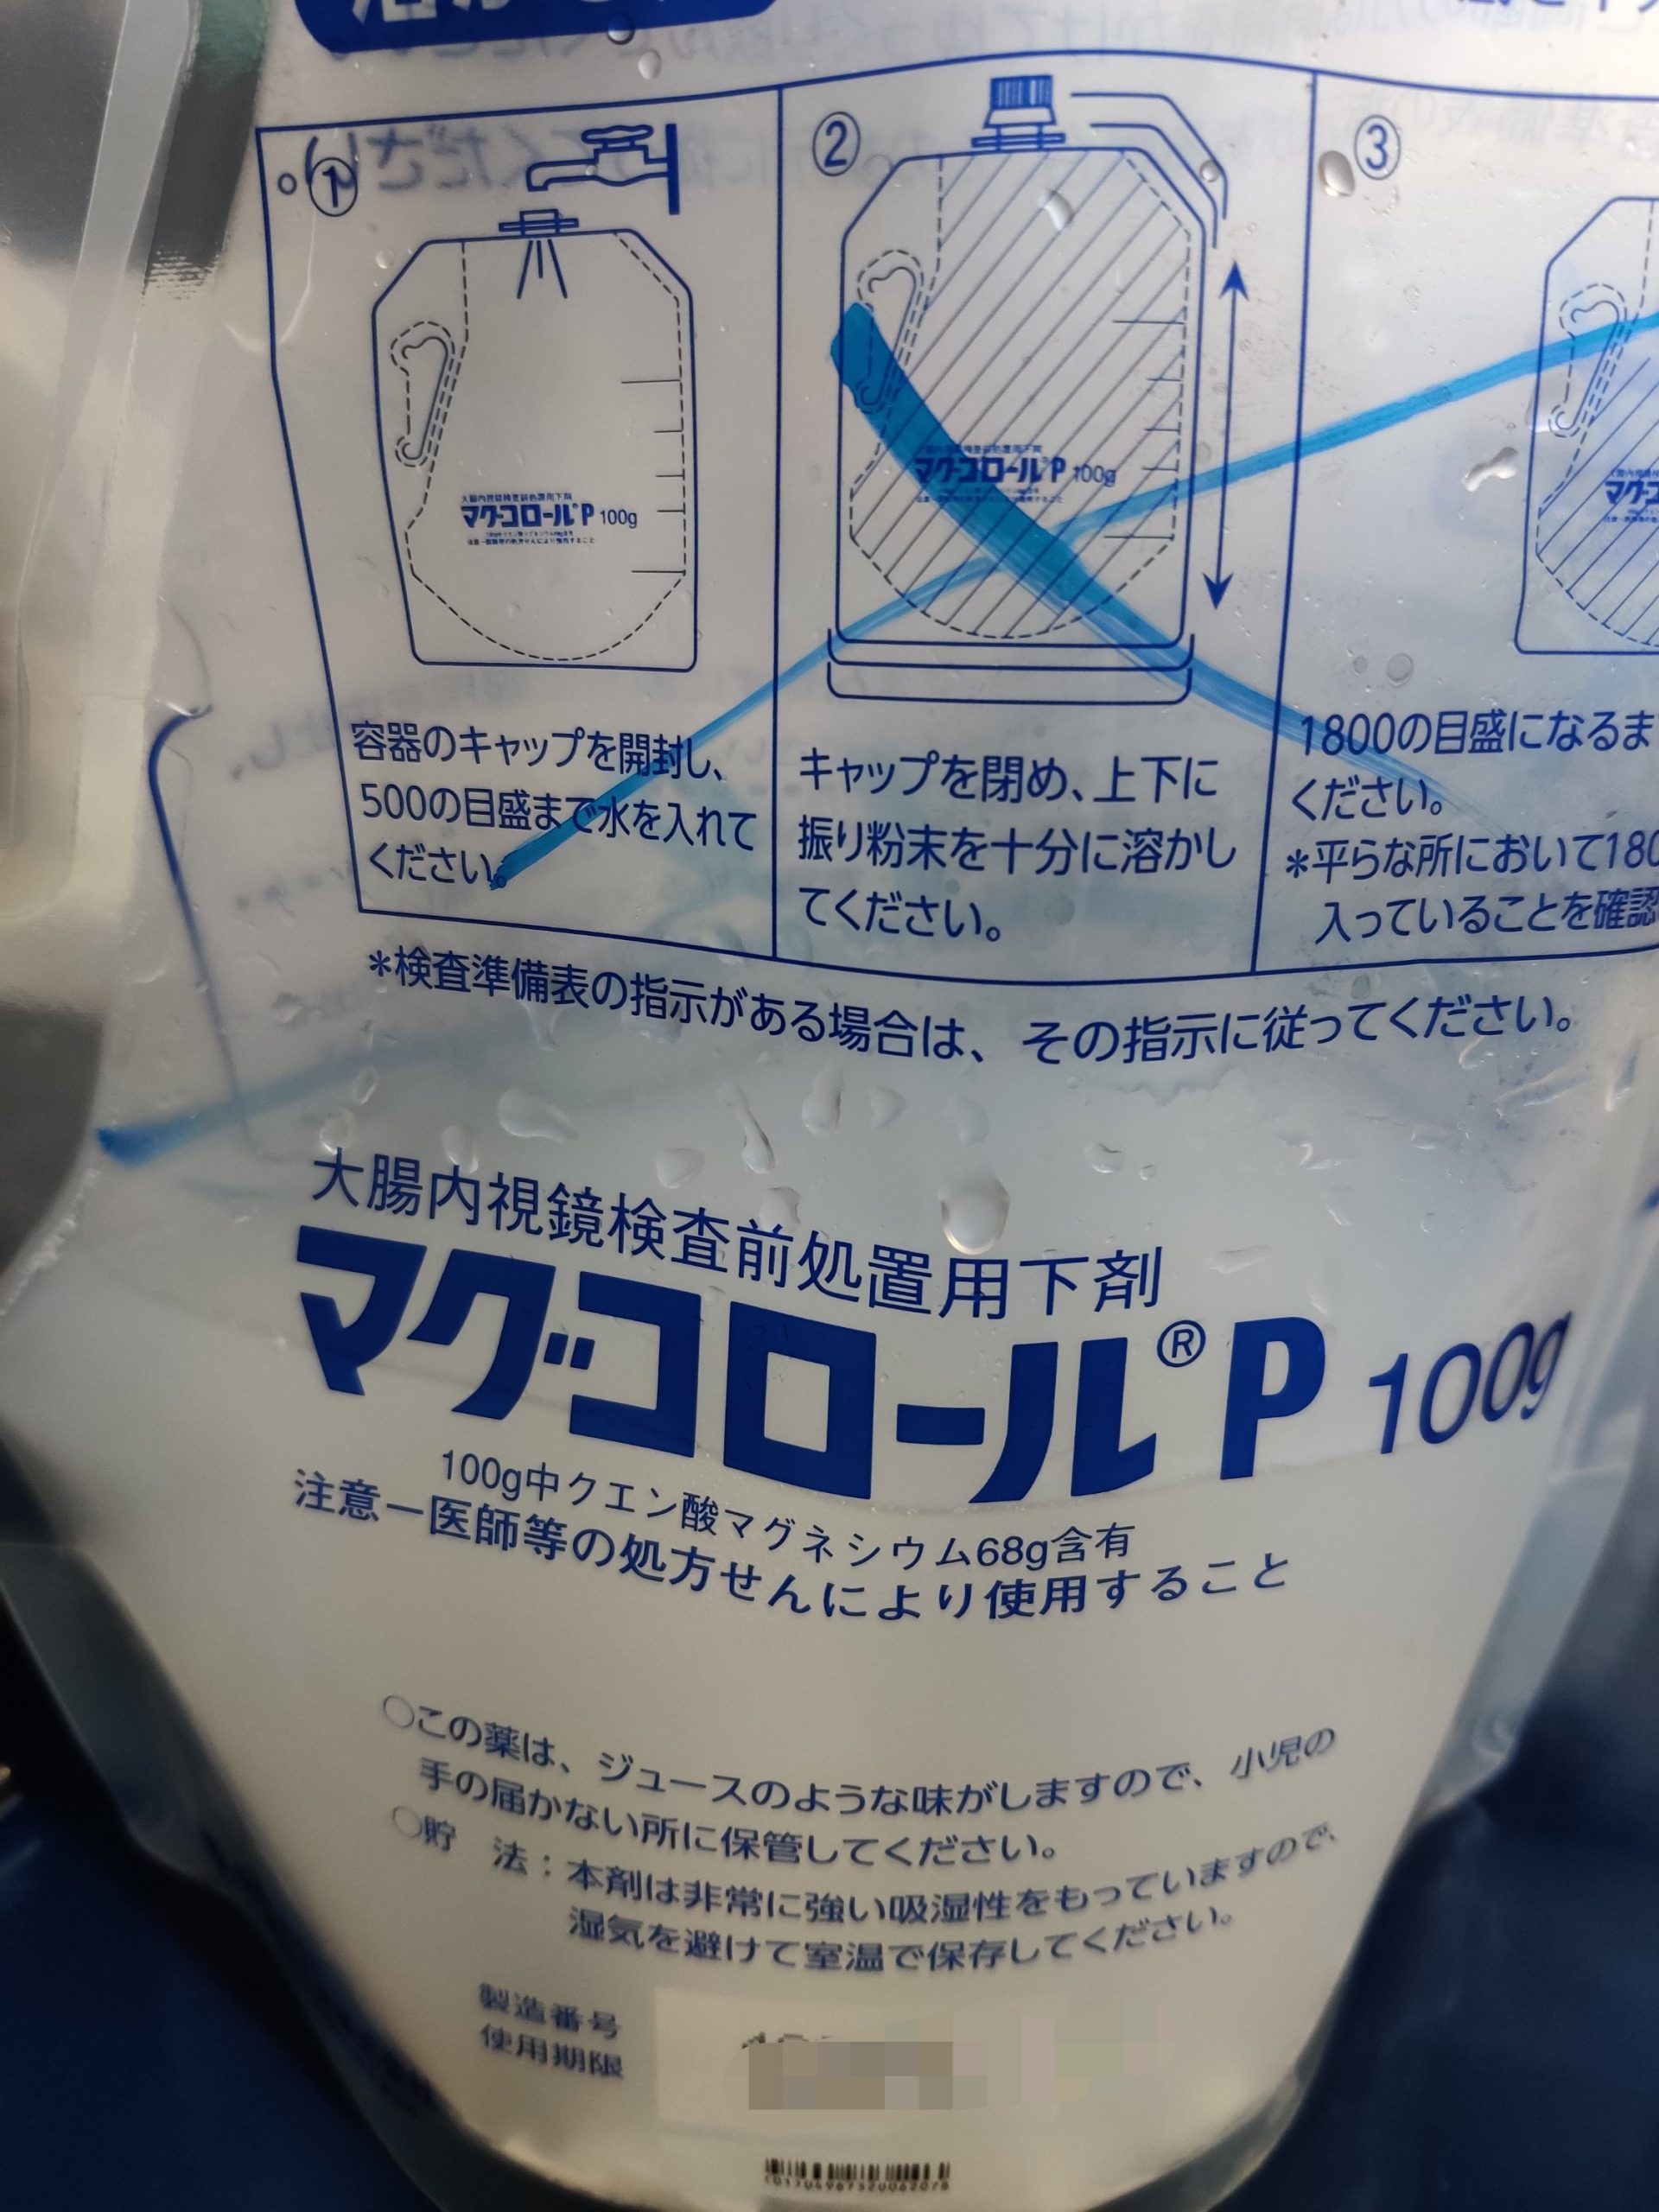 ①
②
③
大腸内視鏡検査前処置用下剤
マグコロール P 100g
マグコロール®P 100g
容器のキャップを開封し、
500の目盛まで水を入れて
ください。
キャップを閉め、上下に
振り粉末を十分に溶かし
てください。
1800の目盛になるま
ください。
＊平らな所において180
入っていることを確認
＊検査準備表の指示がある場合は、その指示に従ってください。
大腸内視鏡検査前処置用下剤
マグコロール®P 100g
100g中クエン酸マグネシウム68g含有
注意－医師等の処方せんにより使用すること
○この薬は、ジュースのような味がしますので、小児の
手の届かない所に保管してください。
○貯　法：本剤は非常に強い吸湿性をもっていますので、
湿気を避けて室温で保存してください。
製造番号
使用期限